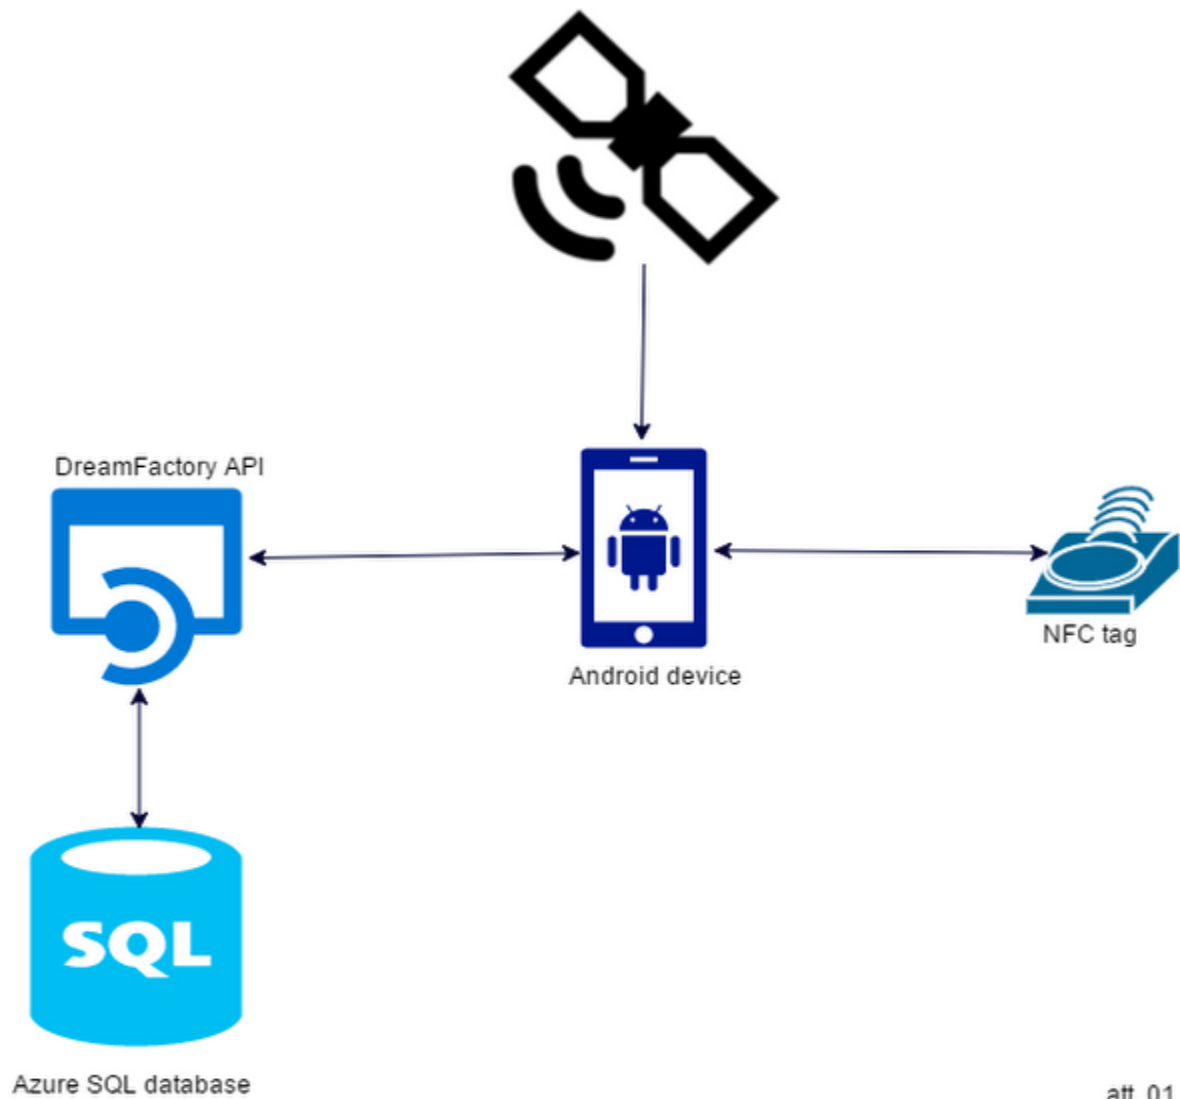 DreamFactory API
Android device
NFC tag
SQL
Azure SQL database
att_01